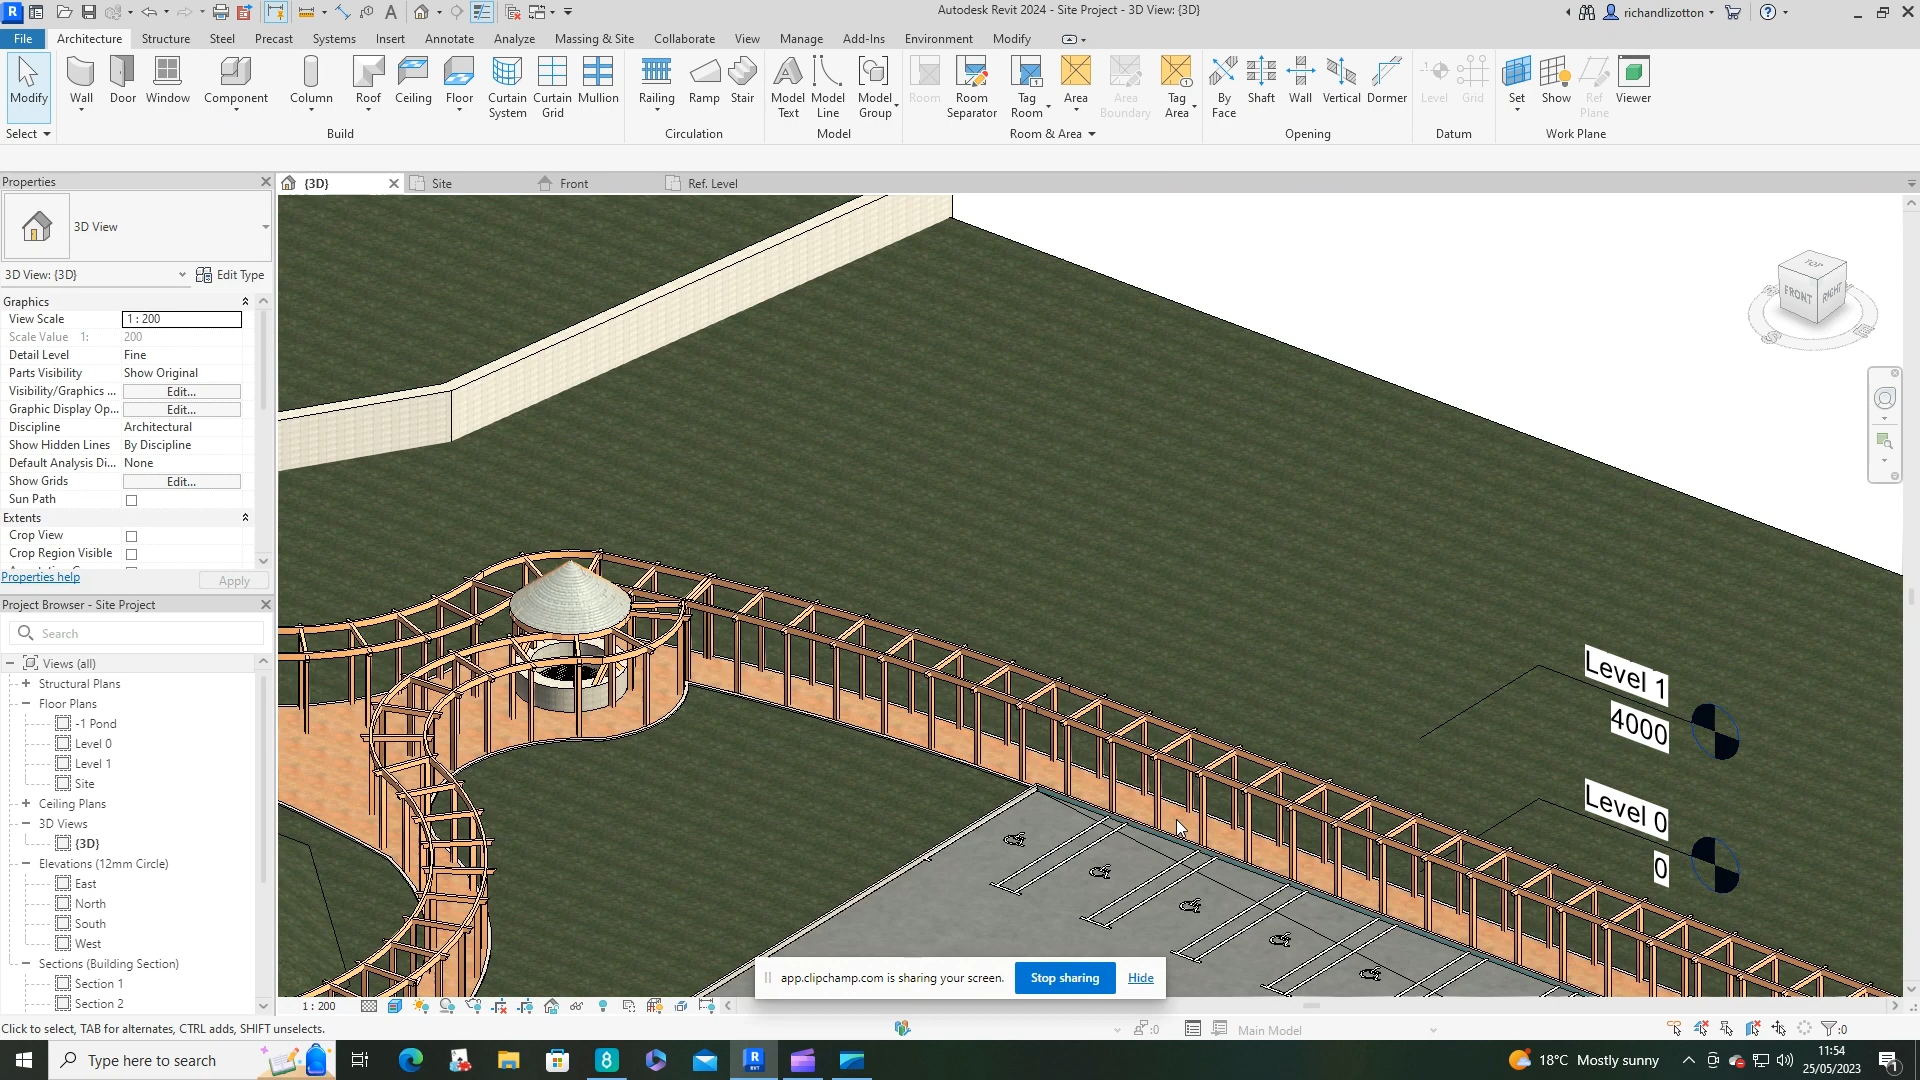 Autodesk Revit 2024 - Site Project - 3D View: {3D}
richandlizotton
File Architecture Structure Steel Precast Systems Insert Annotate Analyze Massing & Site Collaborate View Manage Add-Ins Environment Modify
Modify Wall Door Window Component Column Roof Ceiling Floor Curtain System Curtain Grid Mullion Railing Ramp Stair Model Text Model Line Model Group Room Room Separator Tag Room Area Area Boundary Tag Area By Face Shaft Wall Vertical Dormer Level Grid Set Show Ref Plane Viewer
Select Build Circulation Model Room & Area Opening Datum Work Plane
Properties
{3D} Site Front Ref. Level
3D View
3D View: {3D} Edit Type
Graphics
View Scale 1 : 200
Scale Value 1: 200
Detail Level Fine
Parts Visibility Show Original
Visibility/Graphics ... Edit...
Graphic Display Op... Edit...
Discipline Architectural
Show Hidden Lines By Discipline
Default Analysis Di... None
Show Grids Edit...
Sun Path
Extents
Crop View
Crop Region Visible
Properties help Apply
Project Browser - Site Project
Search
Views (all)
Structural Plans
Floor Plans
-1 Pond
Level 0
Level 1
Site
Ceiling Plans
3D Views
{3D}
Elevations (12mm Circle)
East
North
South
West
Sections (Building Section)
Section 1
Section 2
TOP
FRONT RIGHT
Level 1
4000
Level 0
0
app.clipchamp.com is sharing your screen. Stop sharing Hide
1 : 200
Click to select, TAB for alternates, CTRL adds, SHIFT unselects.
:0 Main Model :0
Type here to search
18°C Mostly sunny
11:54
25/05/2023
1